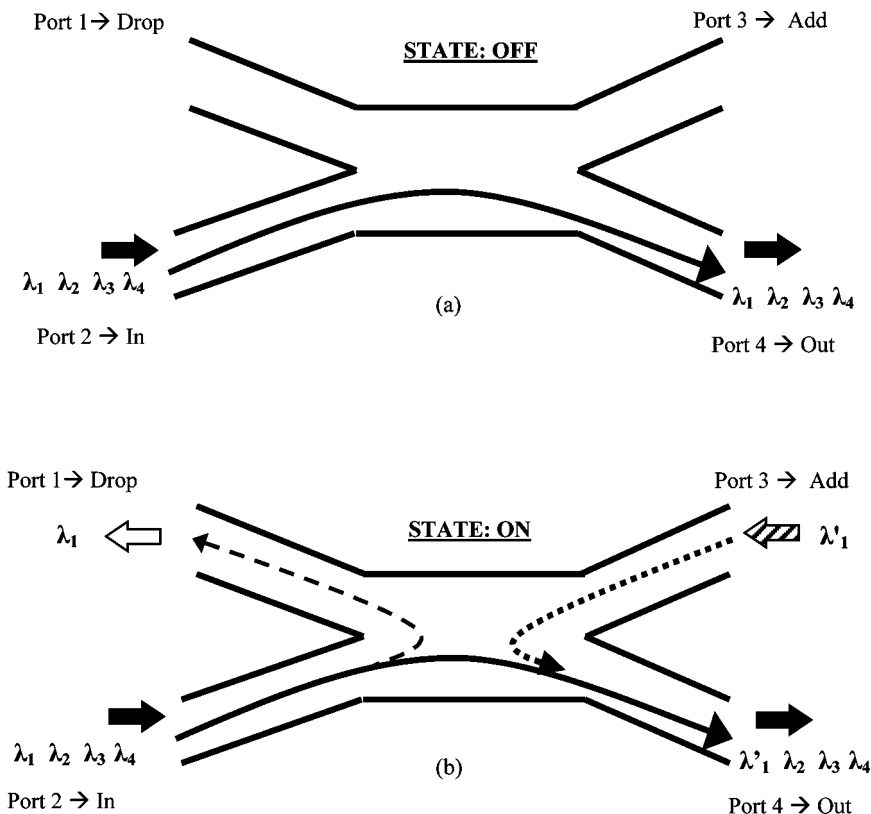 Port 1 → Drop
Port 3 → Add
STATE: OFF
λ₁ λ₂ λ₃ λ₄
λ₁ λ₂ λ₃ λ₄
(a)
Port 2 → In
Port 4 → Out
Port 1 → Drop
Port 3 → Add
STATE: ON
λ₁
λ'₁
λ₁ λ₂ λ₃ λ₄
λ'₁ λ₂ λ₃ λ₄
(b)
Port 2 → In
Port 4 → Out